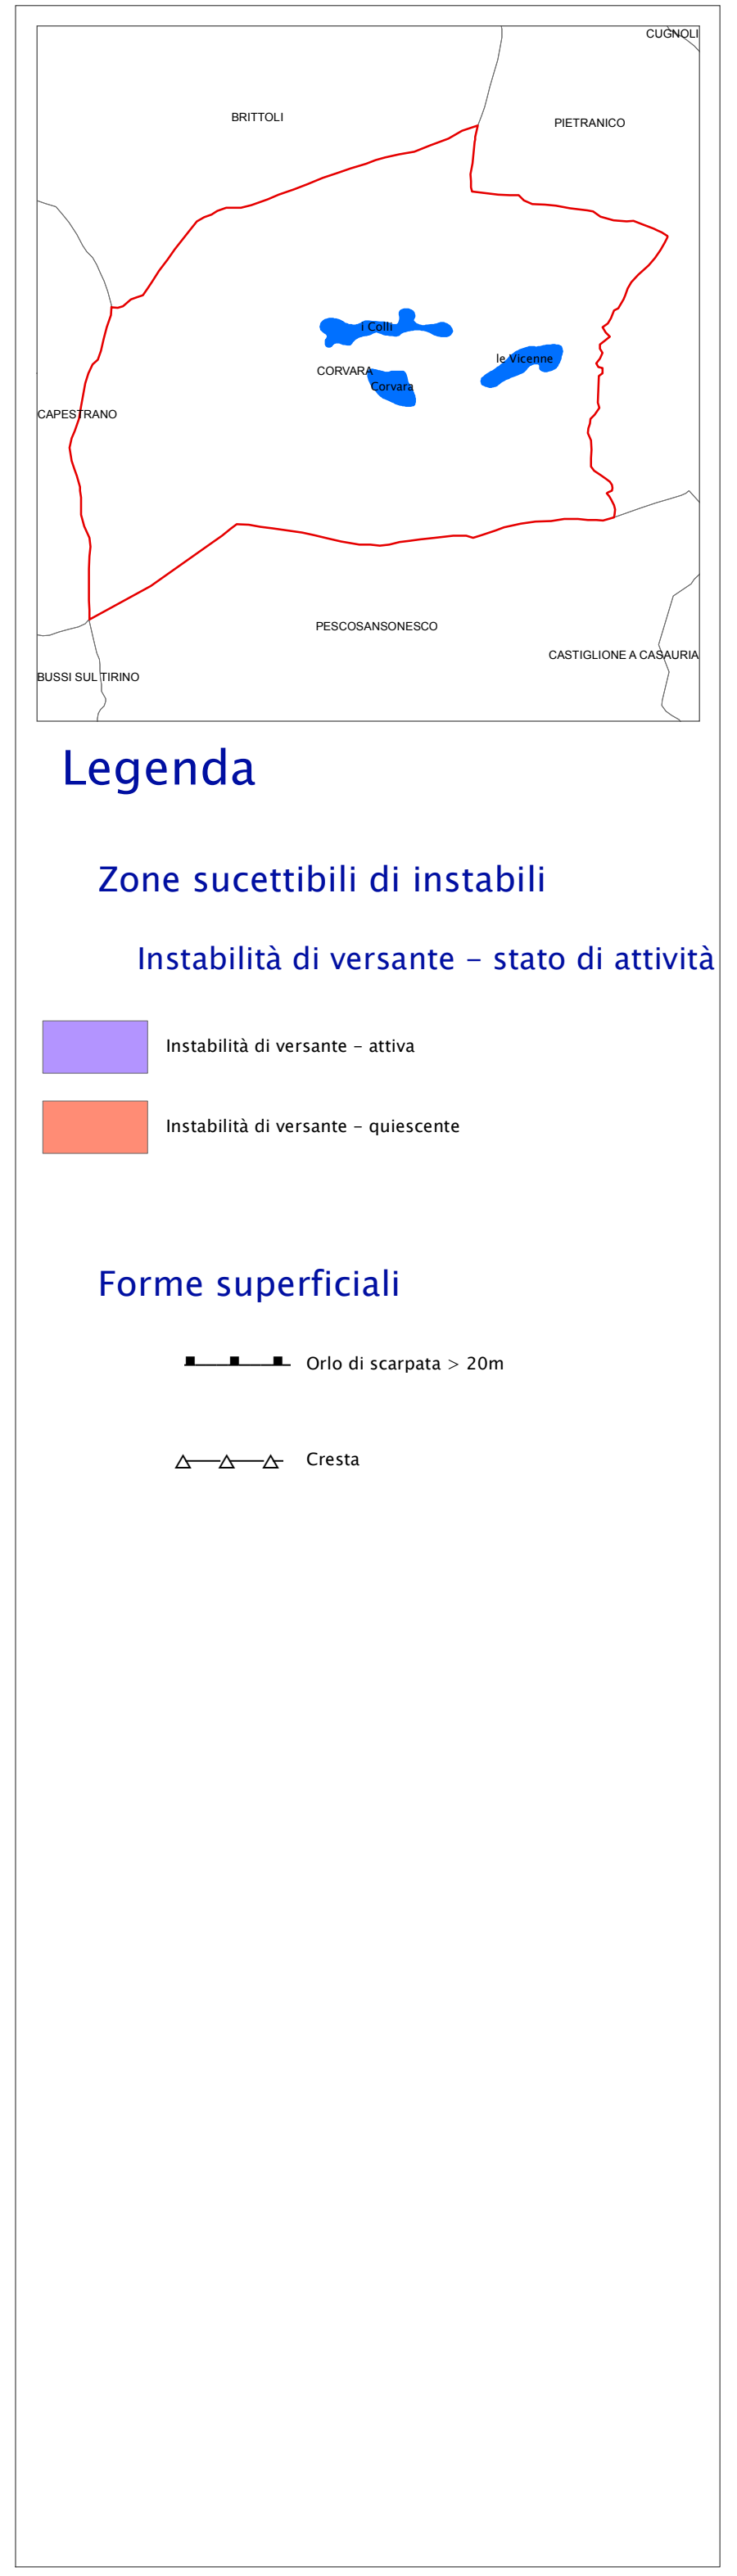 CUGNOLI
BRITTOLI
PIETRANICO
i Colli
le Vicenne
CORVARA
Corvara
CAPESTRANO
PESCOSANSONESCO
CASTIGLIONE A CASAURIA
BUSSI SUL TIRINO
Legenda
Zone sucettibili di instabili
Instabilità di versante - stato di attività
Instabilità di versante - attiva
Instabilità di versante - quiescente
Forme superficiali
Orlo di scarpata > 20m
Cresta